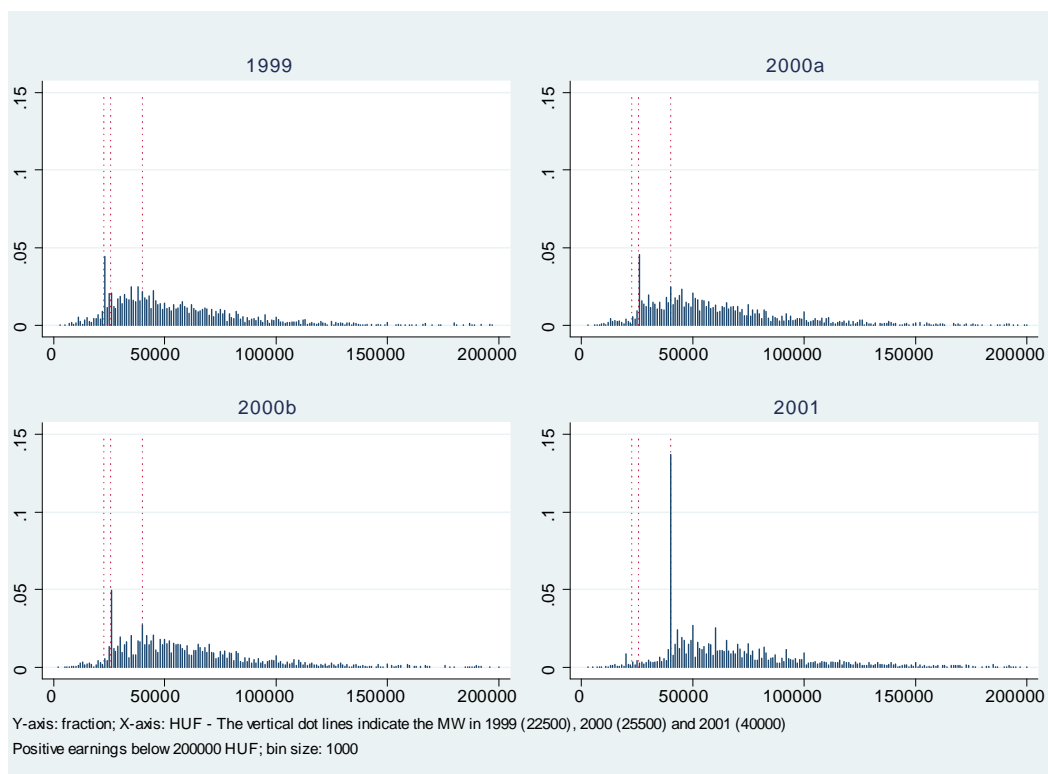 1999
.15
.1
.05
0
0 50000 100000 150000 200000
2000a
.15
.1
.05
0
0 50000 100000 150000 200000
2000b
.15
.1
.05
0
0 50000 100000 150000 200000
2001
.15
.1
.05
0
0 50000 100000 150000 200000
Y-axis: fraction; X-axis: HUF - The vertical dot lines indicate the MW in 1999 (22500), 2000 (25500) and 2001 (40000)
Positive earnings below 200000 HUF; bin size: 1000